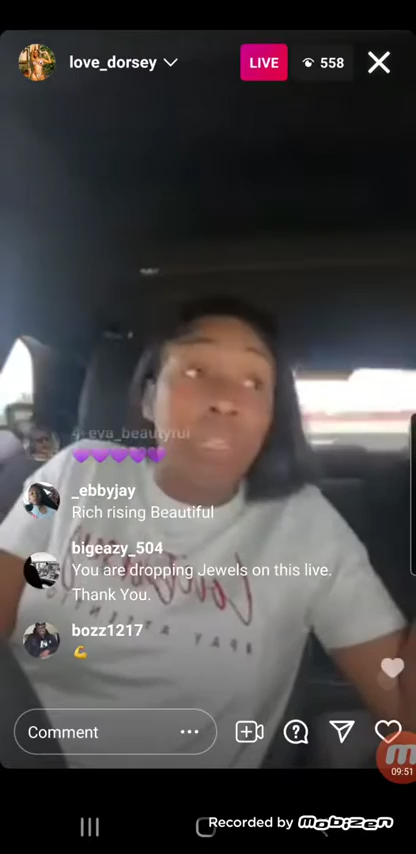 love_dorsey
LIVE
558
4_eva_beautyful
💜💜💜💜💜
_ebbyjay
Rich rising Beautiful
bigeazy_504
You are dropping Jewels on this live.
Thank You.
bozz1217
💪
Comment
09:51
Recorded by mobizen